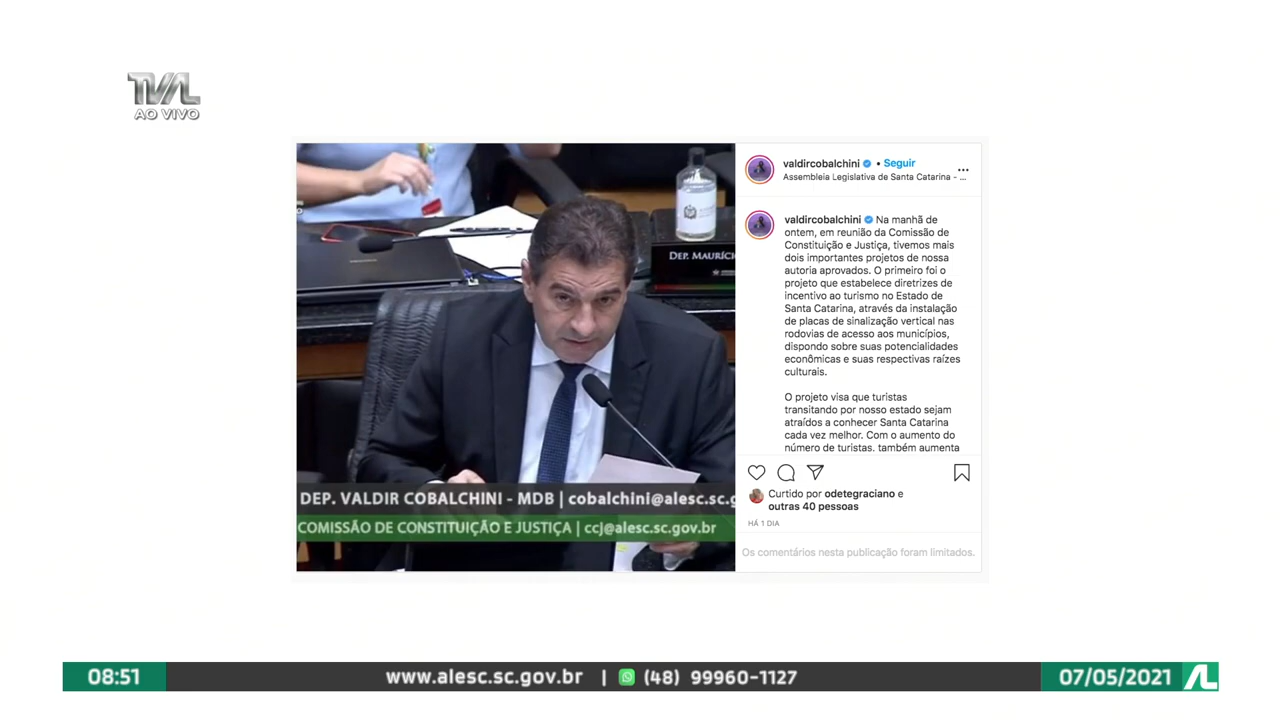 TVAL
AO VIVO
DEP. MAURÍCI
DEP. VALDIR COBALCHINI - MDB | cobalchini@alesc.sc.g
COMISSÃO DE CONSTITUIÇÃO E JUSTIÇA | ccj@alesc.sc.gov.br
valdircobalchini • Seguir
Assembleia Legislativa de Santa Catarina - ...
valdircobalchini Na manhã de
ontem, em reunião da Comissão de
Constituição e Justiça, tivemos mais
dois importantes projetos de nossa
autoria aprovados. O primeiro foi o
projeto que estabelece diretrizes de
incentivo ao turismo no Estado de
Santa Catarina, através da instalação
de placas de sinalização vertical nas
rodovias de acesso aos municípios,
dispondo sobre suas potencialidades
econômicas e suas respectivas raízes
culturais.
O projeto visa que turistas
transitando por nosso estado sejam
atraídos a conhecer Santa Catarina
cada vez melhor. Com o aumento do
número de turistas, também aumenta
Curtido por odetegraciano e
outras 40 pessoas
HÁ 1 DIA
Os comentários nesta publicação foram limitados.
08:51
www.alesc.sc.gov.br | (48) 99960-1127
07/05/2021